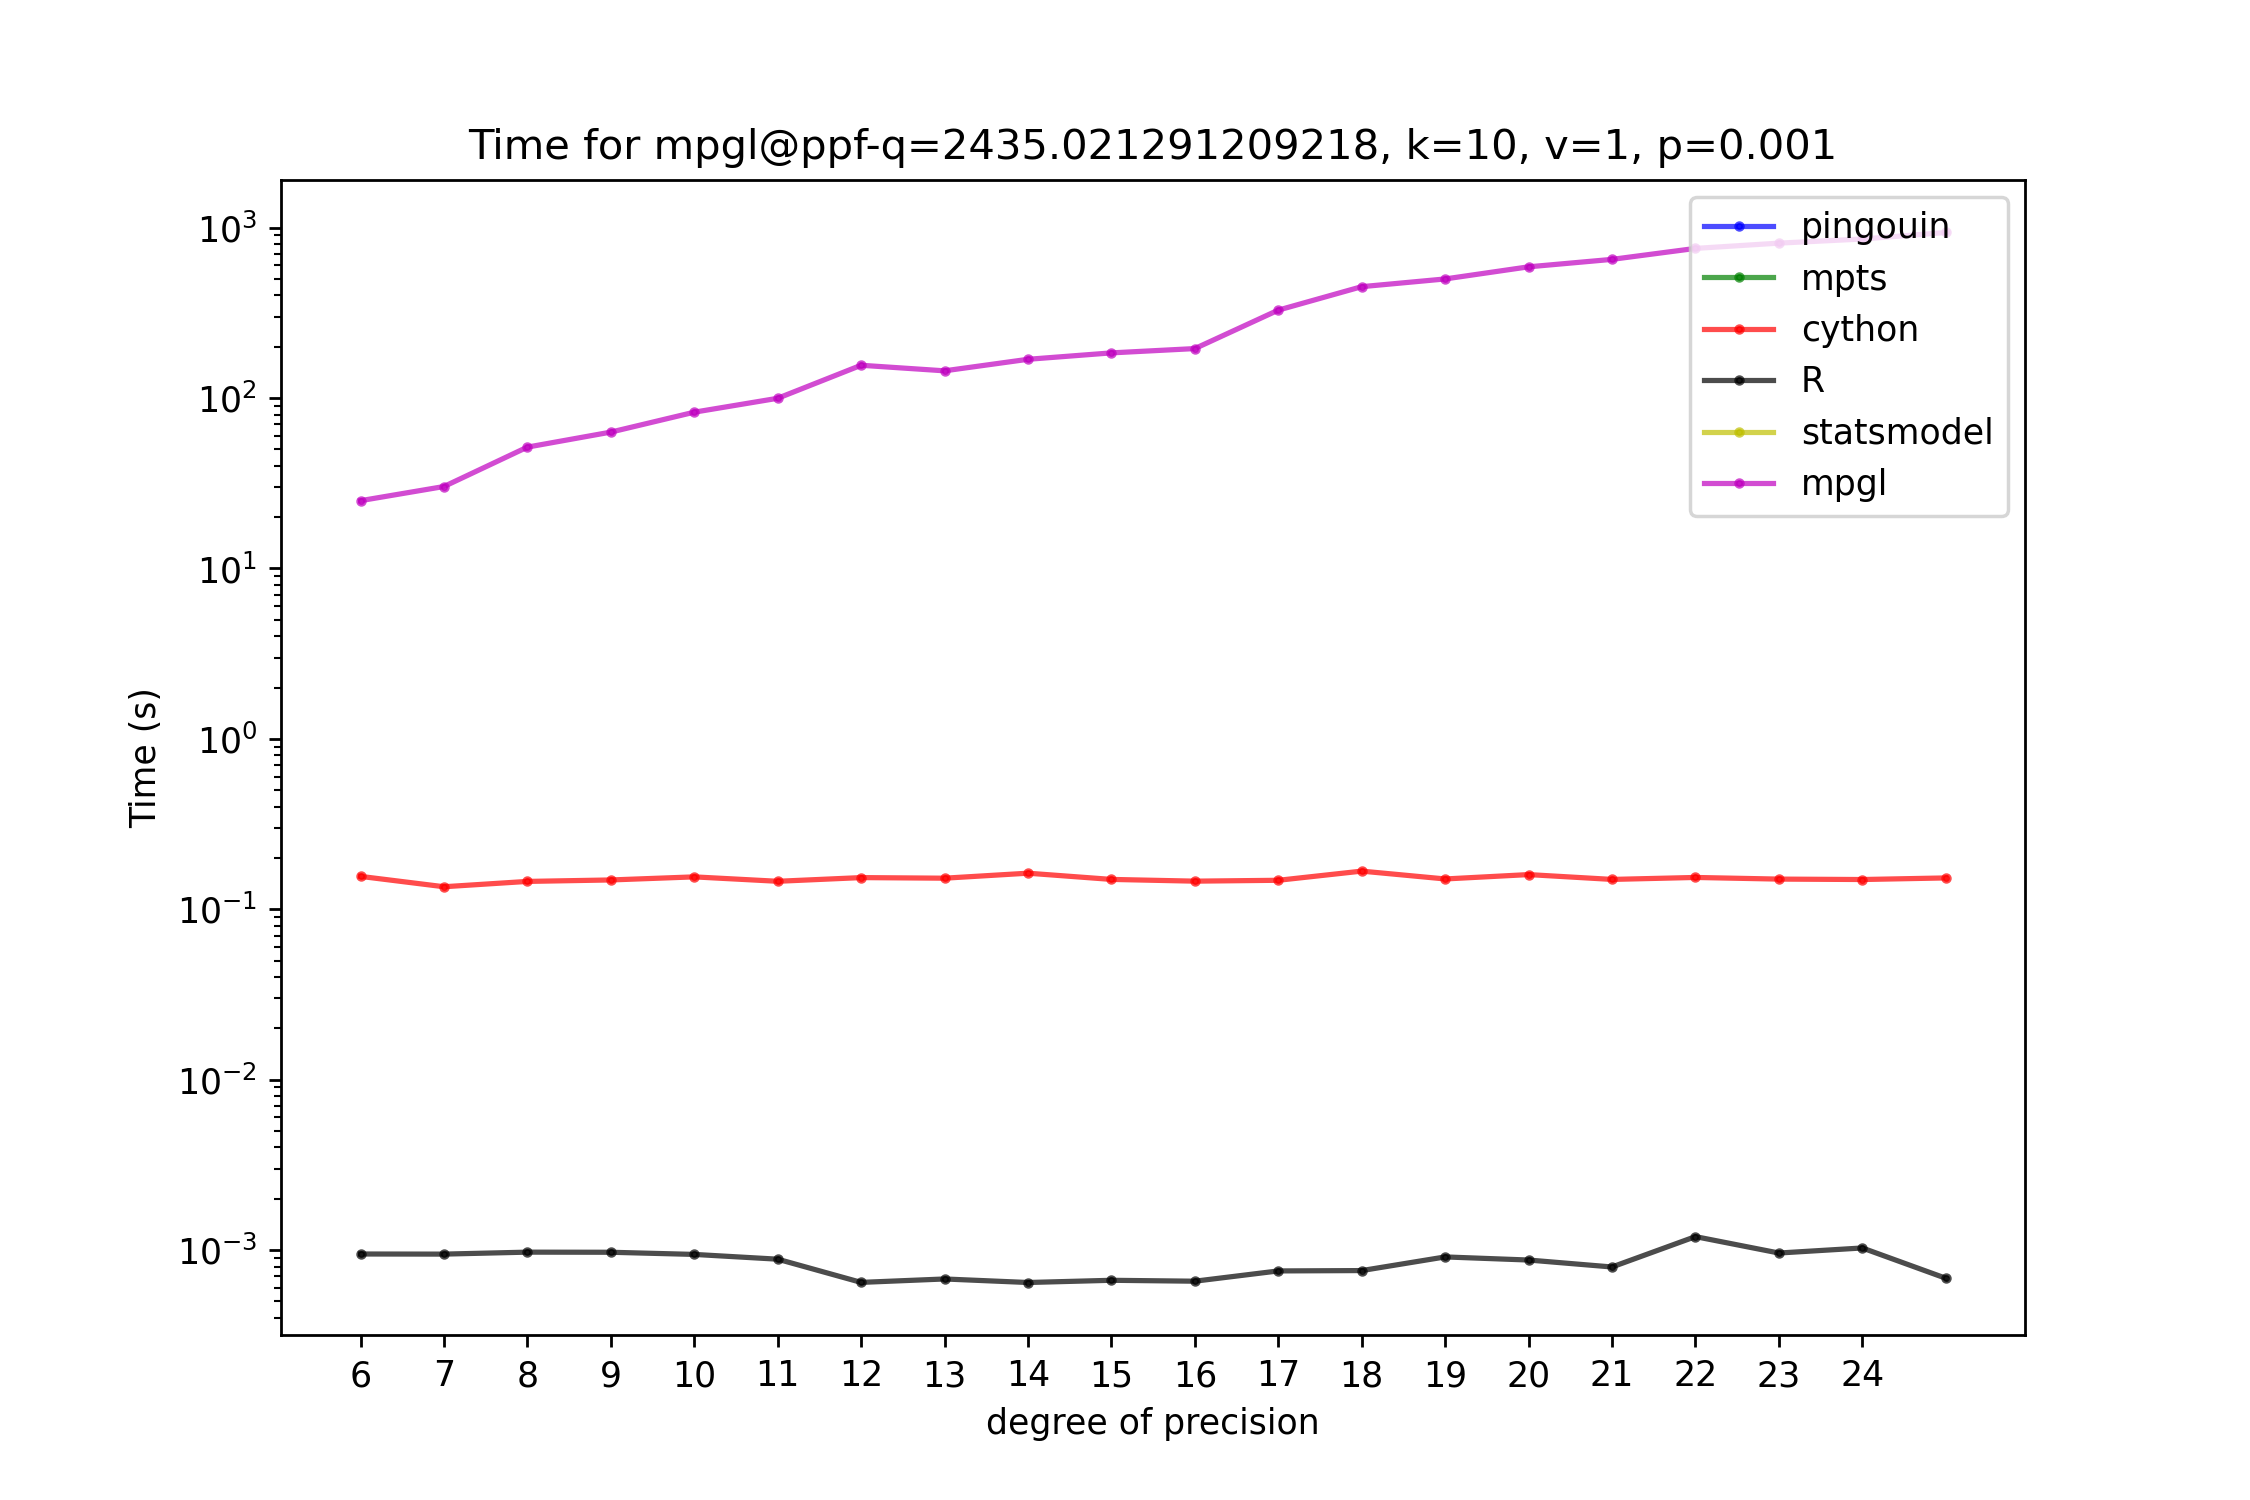 Time for mpgl@ppf-q=2435.021291209218, k=10, v=1, p=0.001
pingouin
mpts
cython
R
statsmodel
mpgl
10³
10²
10¹
10⁰
10⁻¹
10⁻²
10⁻³
Time (s)
6 7 8 9 10 11 12 13 14 15 16 17 18 19 20 21 22 23 24
degree of precision